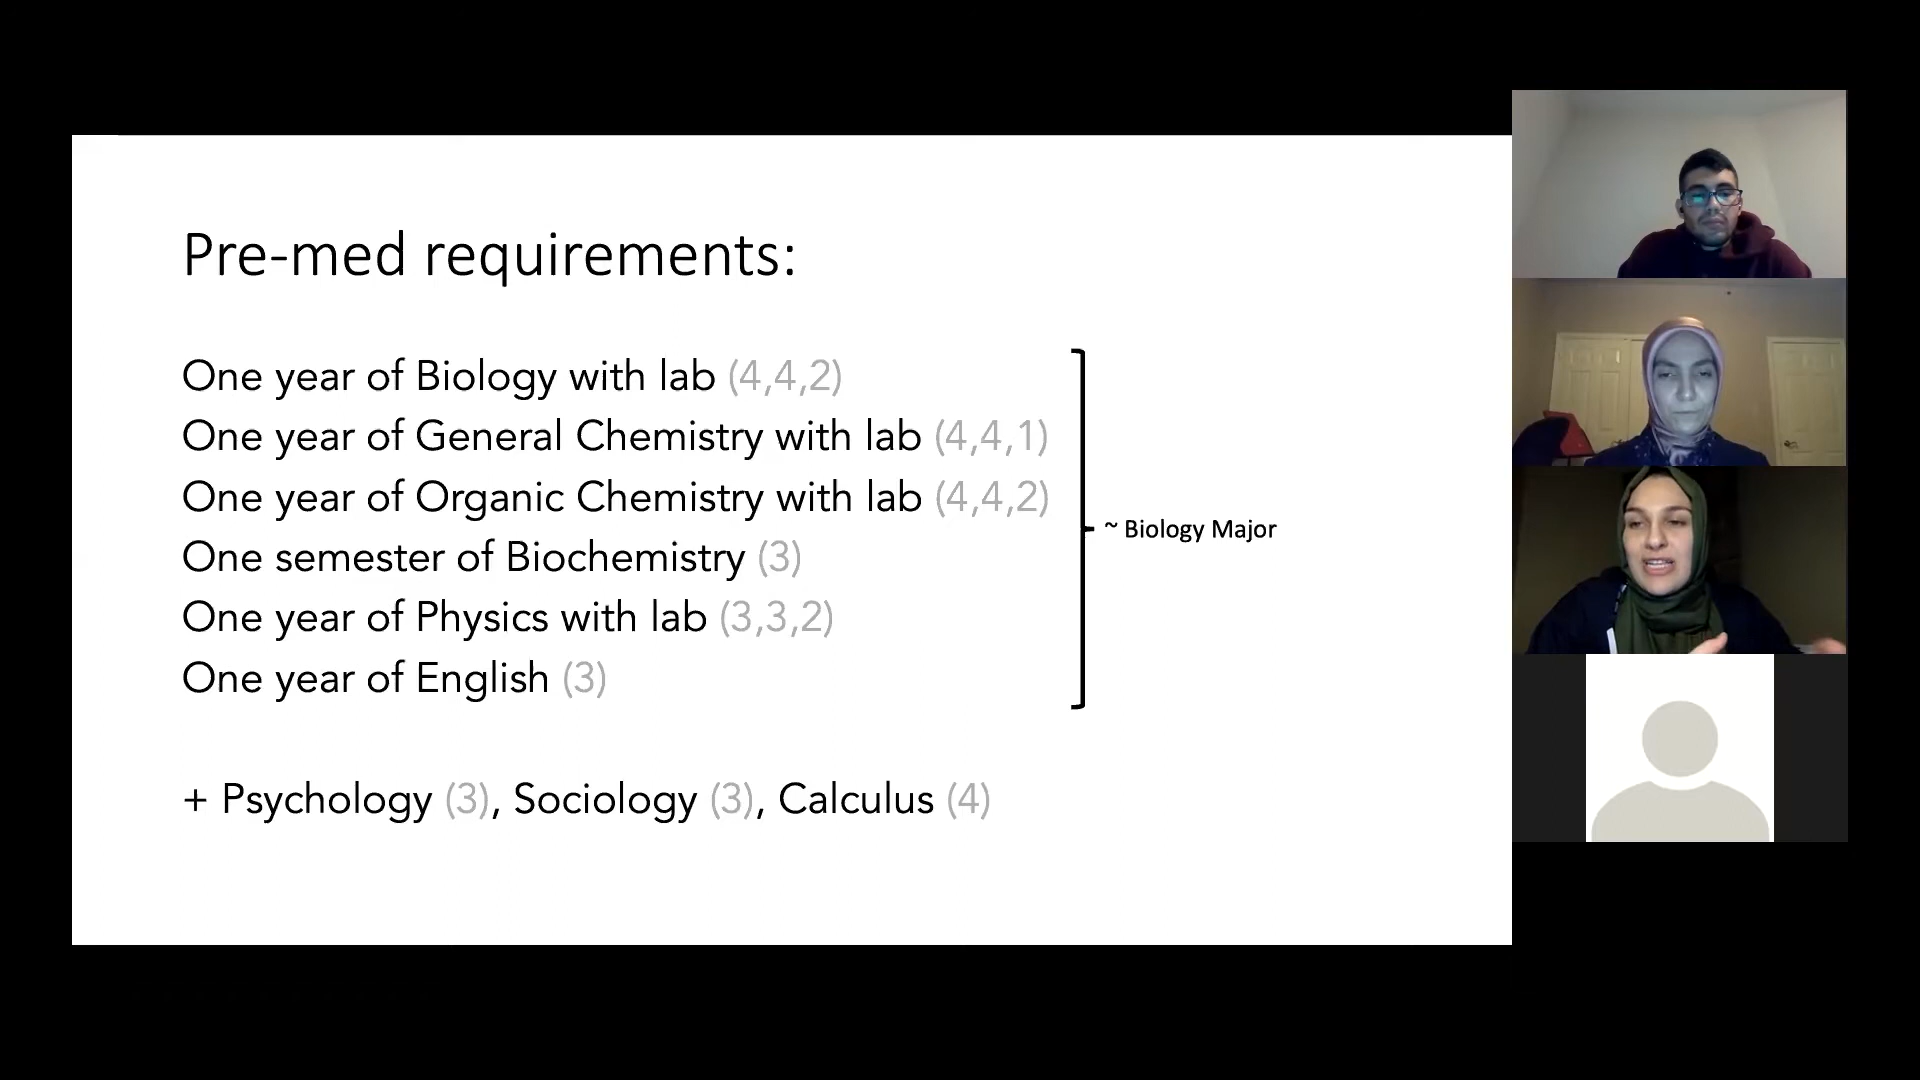 Pre-med requirements:
One year of Biology with lab (4,4,2)
One year of General Chemistry with lab (4,4,1)
One year of Organic Chemistry with lab (4,4,2)
~ Biology Major
One semester of Biochemistry (3)
One year of Physics with lab (3,3,2)
One year of English (3)
+ Psychology (3), Sociology (3), Calculus (4)